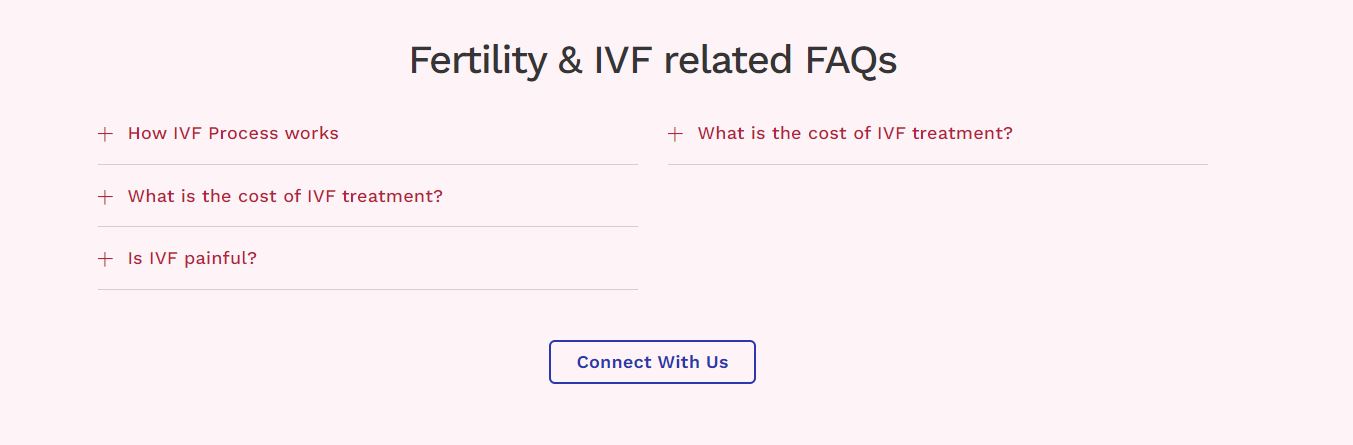 Fertility & IVF related FAQs
How IVF Process works
What is the cost of IVF treatment?
Is IVF painful?
What is the cost of IVF treatment?
Connect With Us